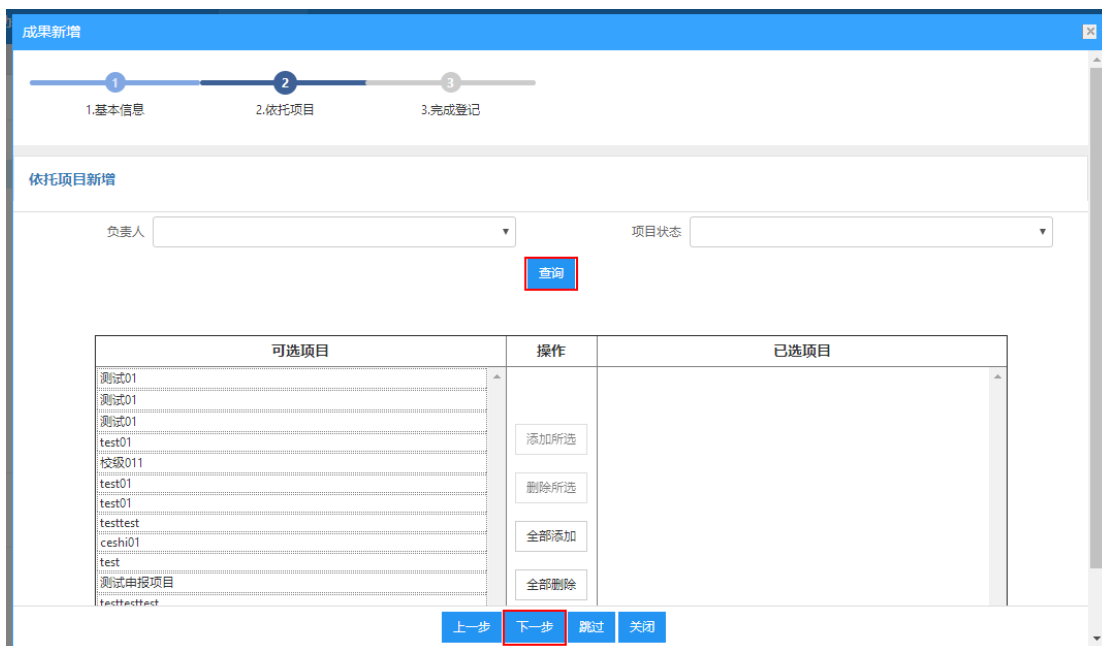 成果新增
1 2 3
1.基本信息 2.依托项目 3.完成登记
依托项目新增
负责人 项目状态
查询
可选项目 操作 已选项目
测试01
测试01
测试01
test01
校级011
test01
test01
testtest
ceshi01
test
测试申报项目
testtesttest
添加所选
删除所选
全部添加
全部删除
上一步 下一步 跳过 关闭